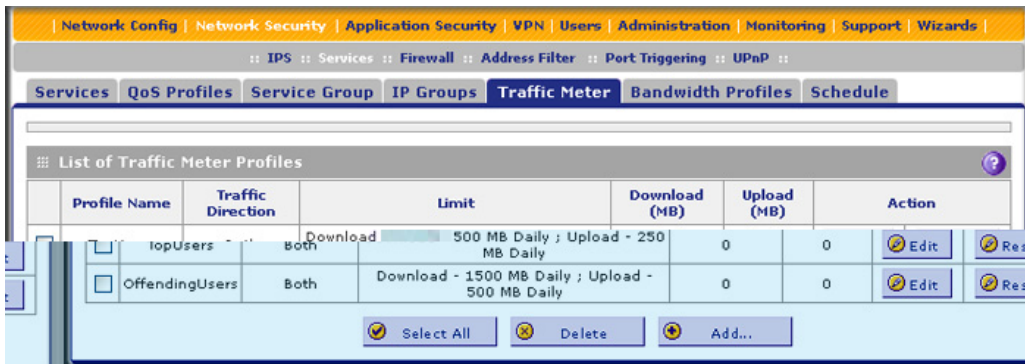 | Network Config | Network Security | Application Security | VPN | Users | Administration | Monitoring | Support | Wizards |
:: IPS :: Services :: Firewall :: Address Filter :: Port Triggering :: UPnP ::
Services QoS Profiles Service Group IP Groups Traffic Meter Bandwidth Profiles Schedule
List of Traffic Meter Profiles ?
Profile Name Traffic Direction Limit Download (MB) Upload (MB) Action
TopUsers Both Download 500 MB Daily ; Upload - 250 MB Daily 0 0 Edit Res
OffendingUsers Both Download - 1500 MB Daily ; Upload - 500 MB Daily 0 0 Edit Res
Select All Delete Add...